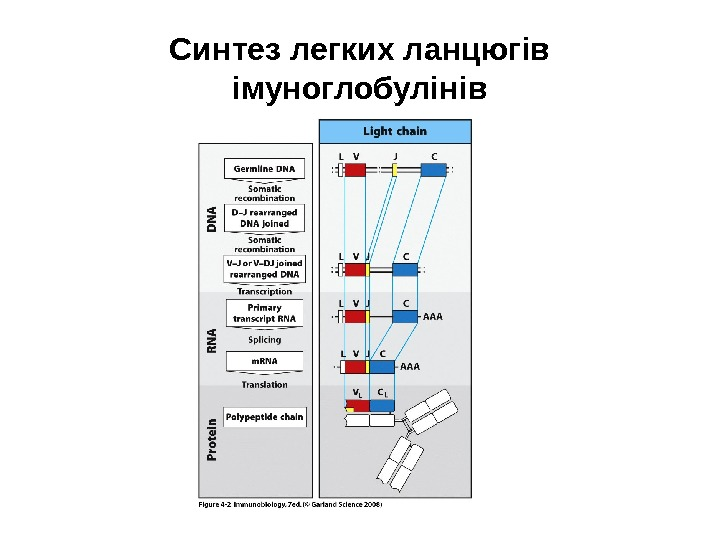 Синтез легких ланцюгів
імуноглобулінів
Light chain
L V J C
Germline DNA
Somatic
recombination
D–J rearranged
DNA joined
DNA
Somatic
recombination
V–J or V–DJ joined
rearranged DNA
L V J C
Transcription
Primary
transcript RNA
L V J C
AAA
RNA
Splicing
mRNA
L V J C
AAA
Translation
VL CL
Polypeptide chain
Protein
Figure 4-2 Immunobiology, 7ed. (© Garland Science 2008)